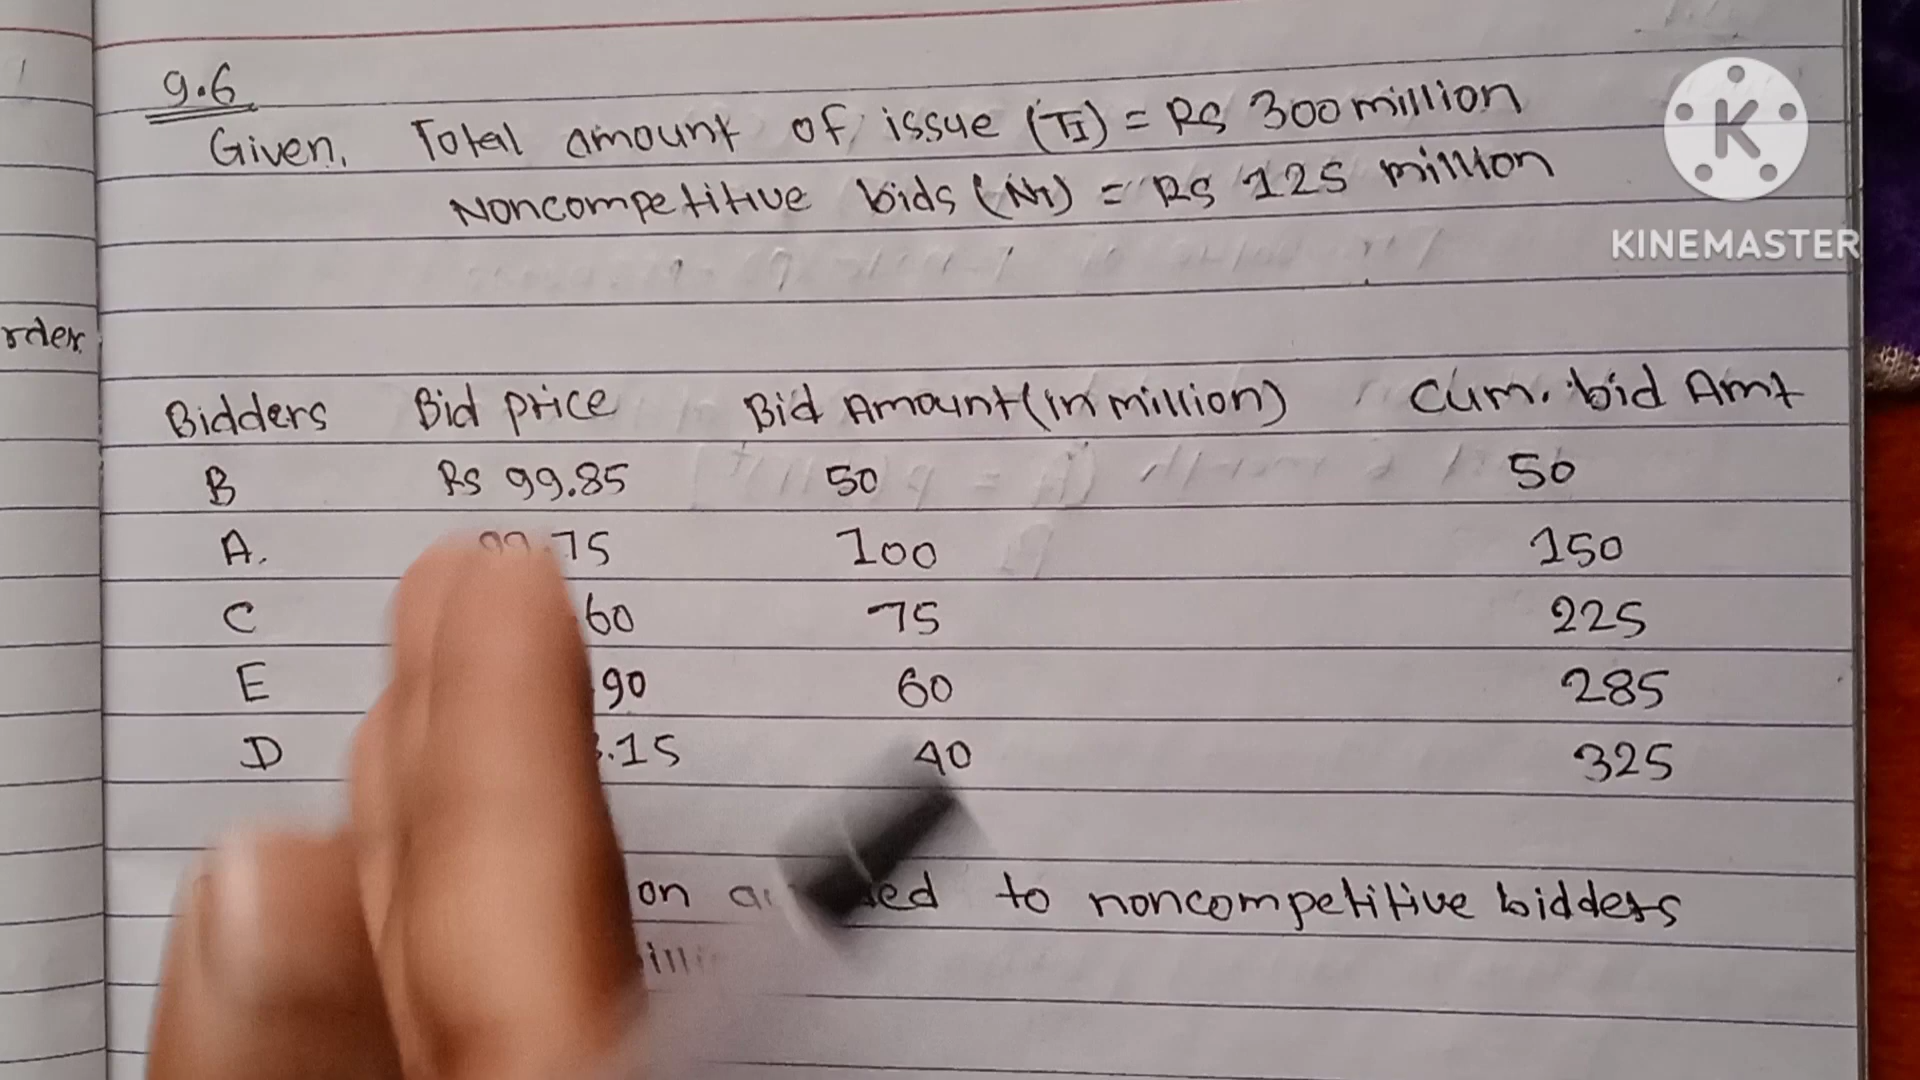 9.6
Given, Total amount of issue (TI) = Rs 300 million
Noncompetitive bids (NI) = Rs 125 million
K
KINEMASTER
rder.
Bidders Bid price Bid Amount (in million) Cum. bid Amt
B Rs 99.85 50 50
A. 99.75 100 150
C 60 75 225
E .90 60 285
D .15 40 325
on to noncompetitive bidders